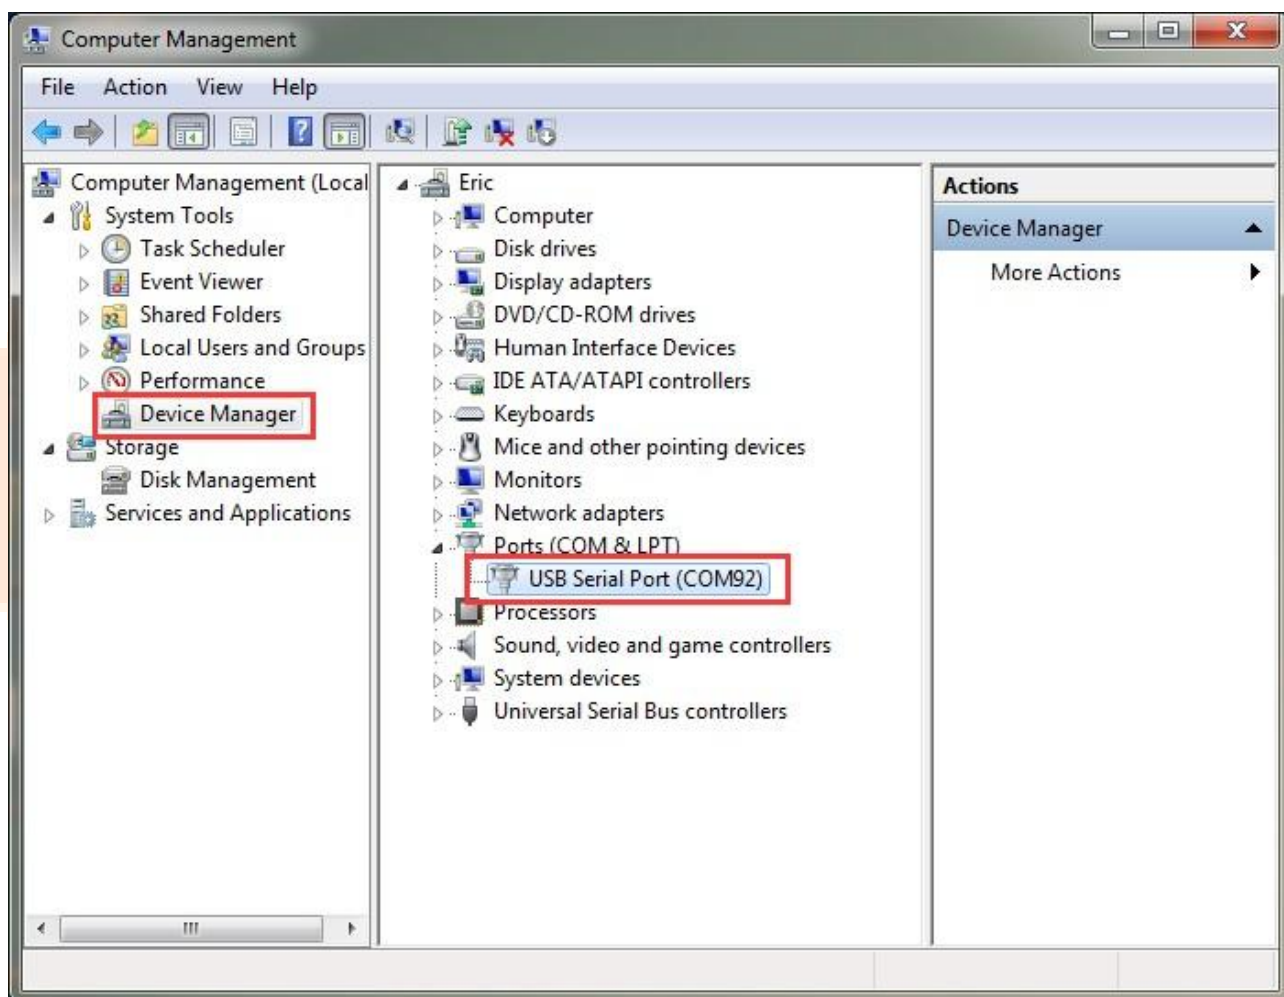 Computer Management
File Action View Help
Computer Management (Local
System Tools
Task Scheduler
Event Viewer
Shared Folders
Local Users and Groups
Performance
Device Manager
Storage
Disk Management
Services and Applications
Eric
Computer
Disk drives
Display adapters
DVD/CD-ROM drives
Human Interface Devices
IDE ATA/ATAPI controllers
Keyboards
Mice and other pointing devices
Monitors
Network adapters
Ports (COM & LPT)
USB Serial Port (COM92)
Processors
Sound, video and game controllers
System devices
Universal Serial Bus controllers
Actions
Device Manager
More Actions